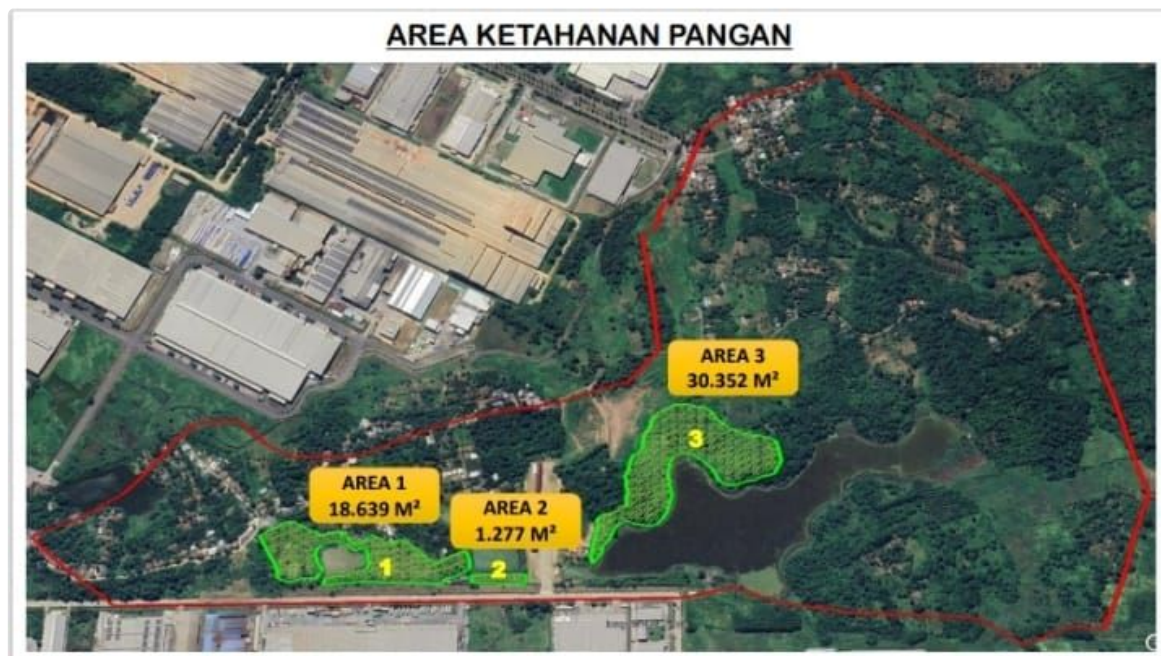 AREA KETAHANAN PANGAN
AREA 3
30.352 M²
3
AREA 1
18.639 M²
AREA 2
1.277 M²
1
2